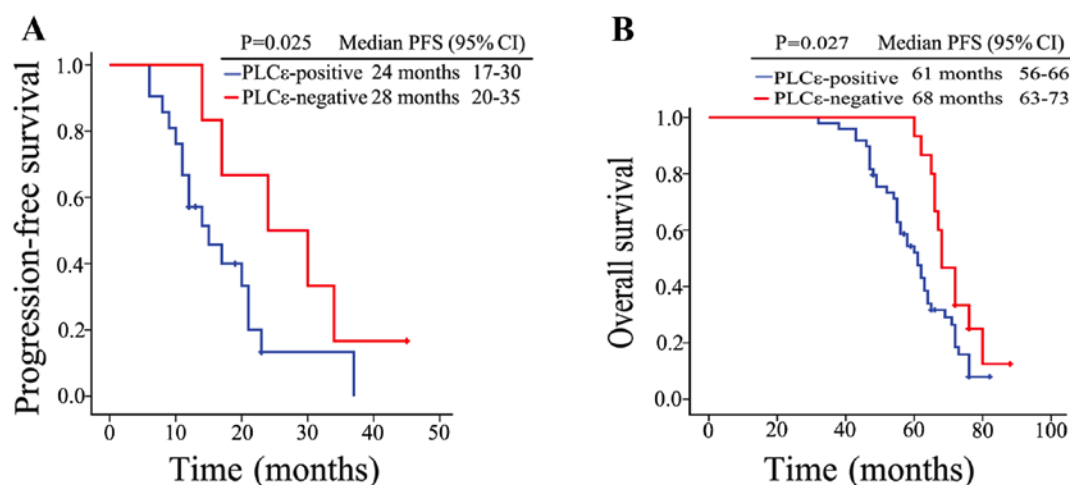 A
P=0.025 Median PFS (95% CI)
PLCε-positive 24 months 17-30
PLCε-negative 28 months 20-35
1.0
0.8
0.6
0.4
0.2
0.0
Progression-free survival
0 10 20 30 40 50
Time (months)
B
P=0.027 Median PFS (95% CI)
PLCε-positive 61 months 56-66
PLCε-negative 68 months 63-73
1.0
0.8
0.6
0.4
0.2
0.0
Overall survival
0 20 40 60 80 100
Time (months)